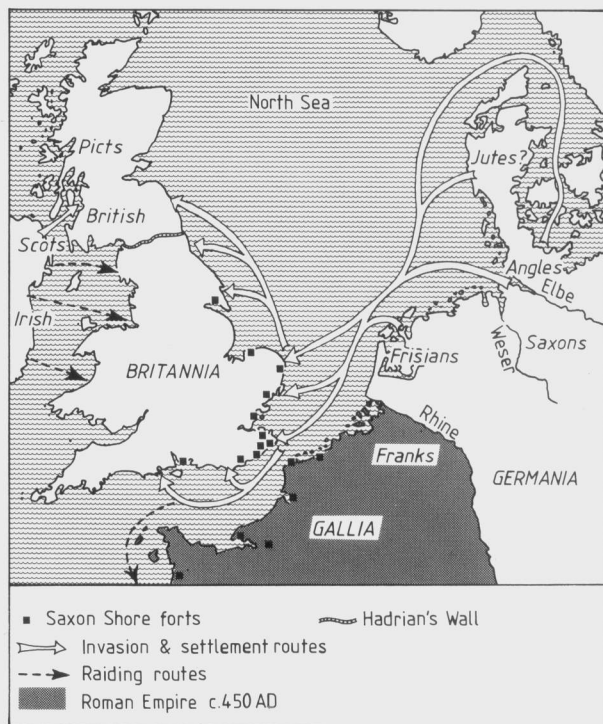 North Sea
Picts
Jutes?
British
Scots
Angles
Elbe
Irish
Saxons
Weser
Frisians
BRITANNIA
Rhine
Franks
GERMANIA
GALLIA
Saxon Shore forts
Hadrian's Wall
Invasion & settlement routes
Raiding routes
Roman Empire c.450 AD